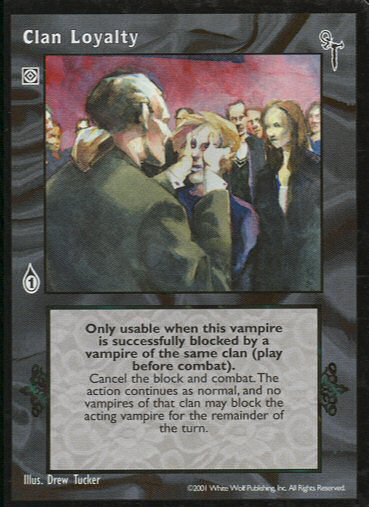 Clan Loyalty
1
Only usable when this vampire
is successfully blocked by a
vampire of the same clan (play
before combat).
Cancel the block and combat. The
action continues as normal, and no
vampires of that clan may block the
acting vampire for the remainder of
the turn.
Illus. Drew Tucker
©2001 White Wolf Publishing, Inc. All Rights Reserved.